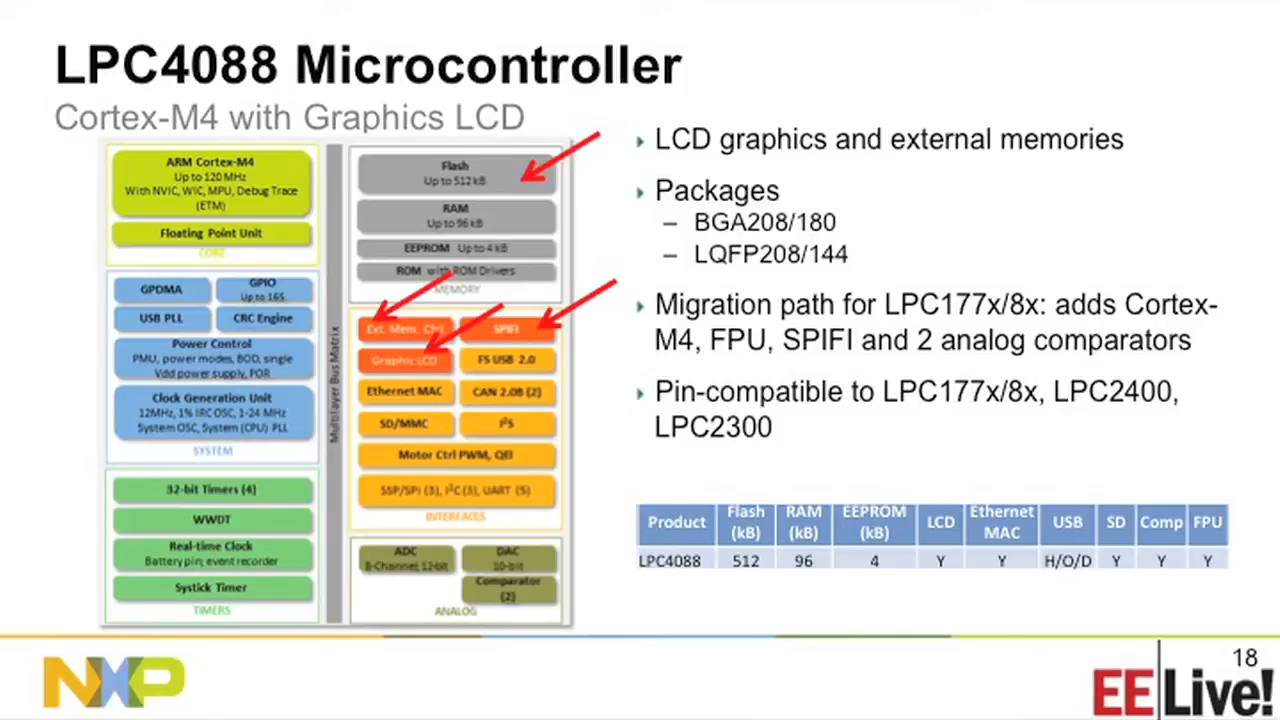 LPC4088 Microcontroller
Cortex-M4 with Graphics LCD
ARM Cortex-M4
Up to 120 MHz
With NVIC, WIC, MPU, Debug Trace
(ETM)
Floating Point Unit
CORE
GPDMA
GPIO
Up to 165
USB PLL
CRC Engine
Power Control
PMU, power modes, BOD, single
Vdd power supply, POR
Clock Generation Unit
12MHz, 1% IRC OSC, 1-24 MHz
System OSC, System (CPU) PLL
SYSTEM
32-bit Timers (4)
WWDT
Real-time Clock
Battery pin; event recorder
Systick Timer
TIMERS
Multilayer Bus Matrix
Flash
Up to 512 kB
RAM
Up to 96 kB
EEPROM Up to 4 kB
ROM with ROM Drivers
MEMORY
Ext. Mem. Ctrl
SPIFI
Graphic LCD
FS USB 2.0
Ethernet MAC
CAN 2.0B (2)
SD/MMC
I²S
Motor Ctrl PWM, QEI
SSP/SPI (3), I²C (3), UART (5)
INTERFACES
ADC
8-Channel, 12-bit
DAC
10-bit
Comparator
(2)
ANALOG
LCD graphics and external memories
Packages
– BGA208/180
– LQFP208/144
Migration path for LPC177x/8x: adds Cortex-
M4, FPU, SPIFI and 2 analog comparators
Pin-compatible to LPC177x/8x, LPC2400,
LPC2300
Product Flash (kB) RAM (kB) EEPROM (kB) LCD Ethernet MAC USB SD Comp FPU
LPC4088 512 96 4 Y Y H/O/D Y Y Y
NXP
18
EE Live!